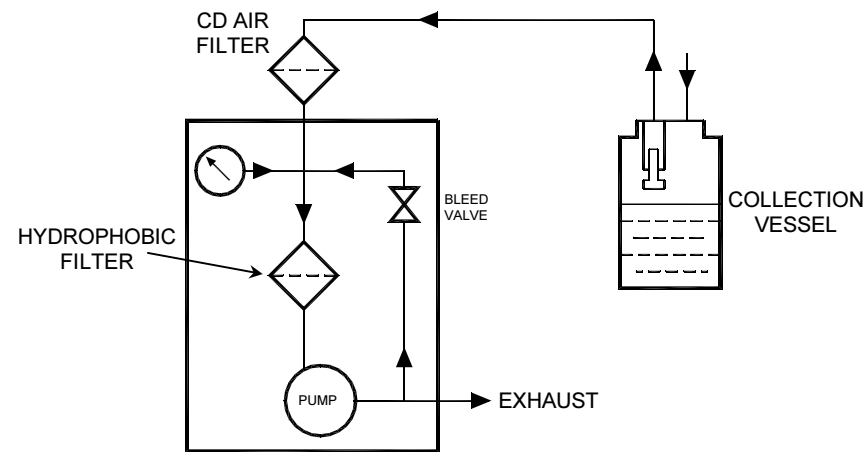 CD AIR
FILTER
BLEED
VALVE
COLLECTION
VESSEL
HYDROPHOBIC
FILTER
PUMP
EXHAUST